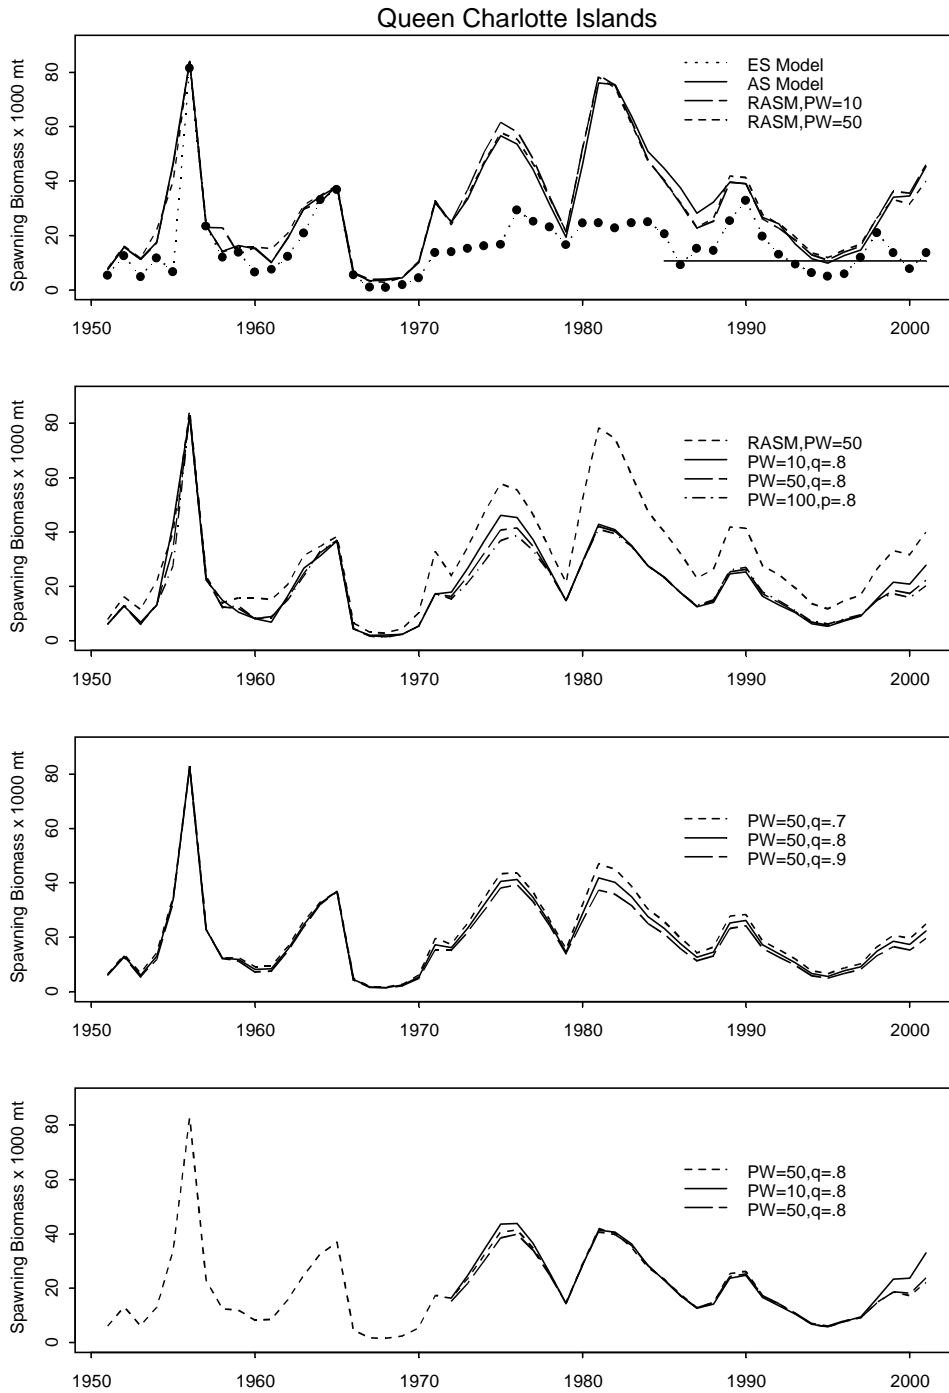 Queen Charlotte Islands
Spawning Biomass x 1000 mt
80
60
40
20
0
ES Model
AS Model
RASM,PW=10
RASM,PW=50
1950 1960 1970 1980 1990 2000
Spawning Biomass x 1000 mt
80
60
40
20
0
RASM,PW=50
PW=10,q=.8
PW=50,q=.8
PW=100,p=.8
1950 1960 1970 1980 1990 2000
Spawning Biomass x 1000 mt
80
60
40
20
0
PW=50,q=.7
PW=50,q=.8
PW=50,q=.9
1950 1960 1970 1980 1990 2000
Spawning Biomass x 1000 mt
80
60
40
20
0
PW=50,q=.8
PW=10,q=.8
PW=50,q=.8
1950 1960 1970 1980 1990 2000